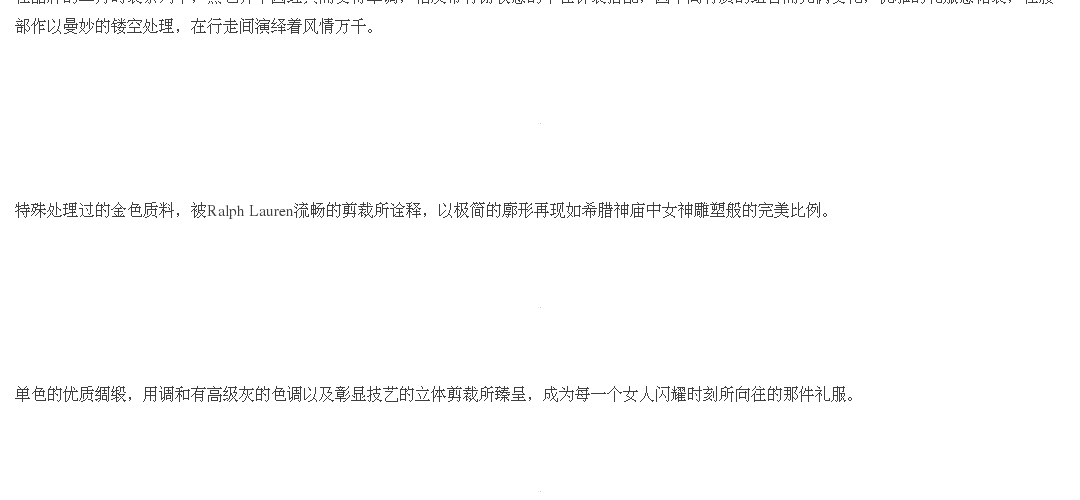 部作以曼妙的镂空处理，在行走间演绎着风情万千。
特殊处理过的金色质料，被Ralph Lauren流畅的剪裁所诠释，以极简的廓形再现如希腊神庙中女神雕塑般的完美比例。
单色的优质绸缎，用调和有高级灰的色调以及彰显技艺的立体剪裁所臻呈，成为每一个女人闪耀时刻所向往的那件礼服。